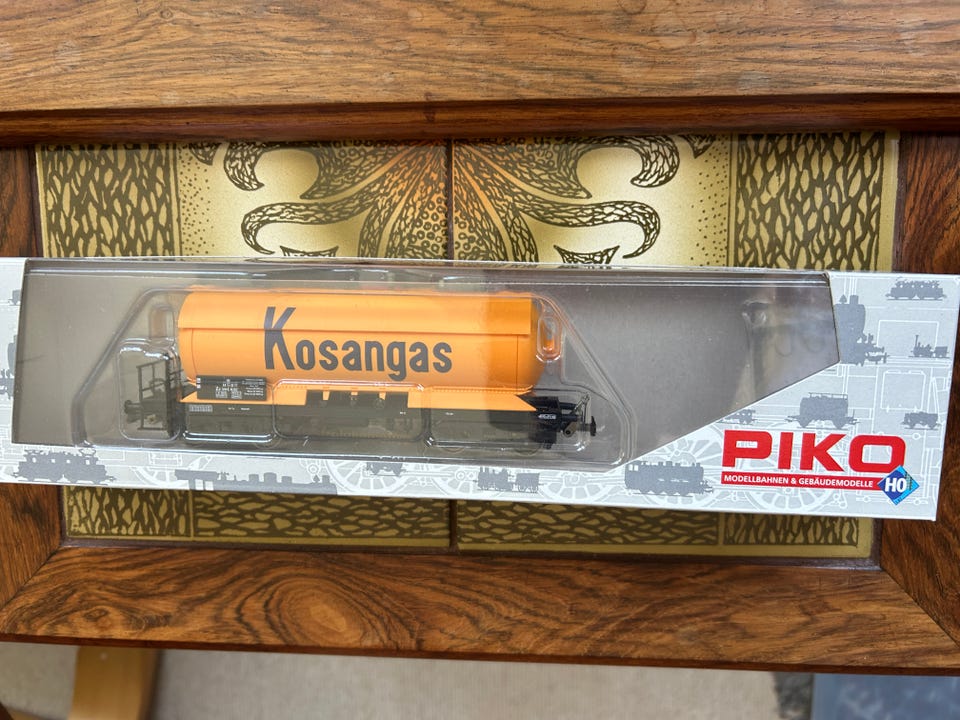 Kosangas
PIKO
MODELLBAHNEN & GEBÄUDEMODELLE
H0